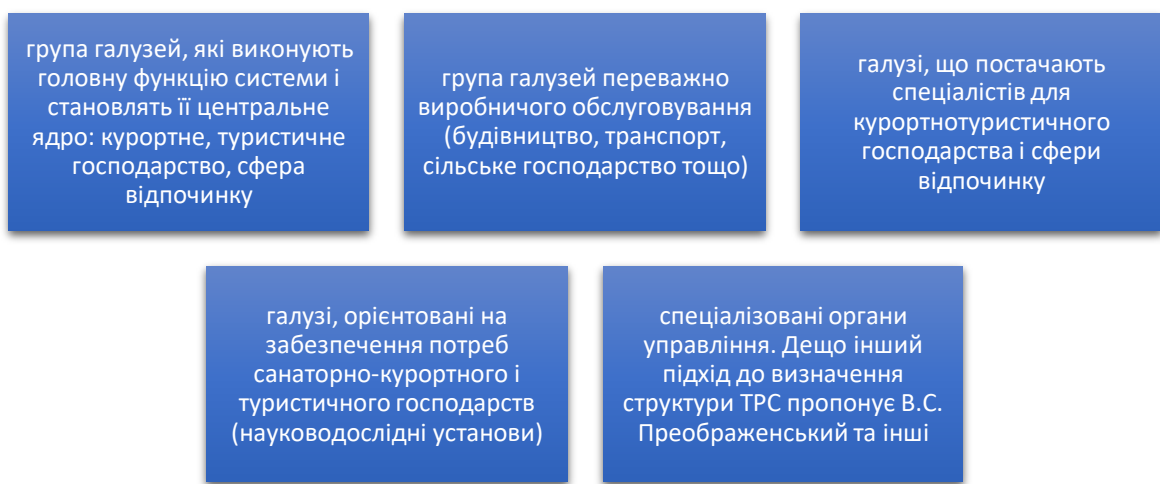 група галузей, які виконують
головну функцію системи і
становлять її центральне
ядро: курортне, туристичне
господарство, сфера
відпочинку
група галузей переважно
виробничого обслуговування
(будівництво, транспорт,
сільське господарство тощо)
галузі, що постачають
спеціалістів для
курортнотуристичного
господарства і сфери
відпочинку
галузі, орієнтовані на
забезпечення потреб
санаторно-курортного і
туристичного господарств
(науководослідні установи)
спеціалізовані органи
управління. Дещо інший
підхід до визначення
структури ТРС пропонує В.С.
Преображенський та інші